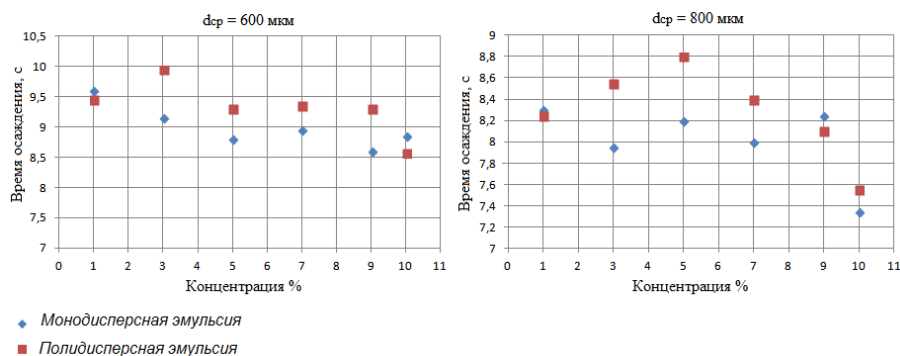 dср = 600 мкм
Время осаждения, с
10,5
10
9,5
9
8,5
8
7,5
7
0 1 2 3 4 5 6 7 8 9 10 11
Концентрация %
dср = 800 мкм
Время осаждения, с
9
8,8
8,6
8,4
8,2
8
7,8
7,6
7,4
7,2
7
0 1 2 3 4 5 6 7 8 9 10 11
Концентрация %
Монодисперсная эмульсия
Полидисперсная эмульсия